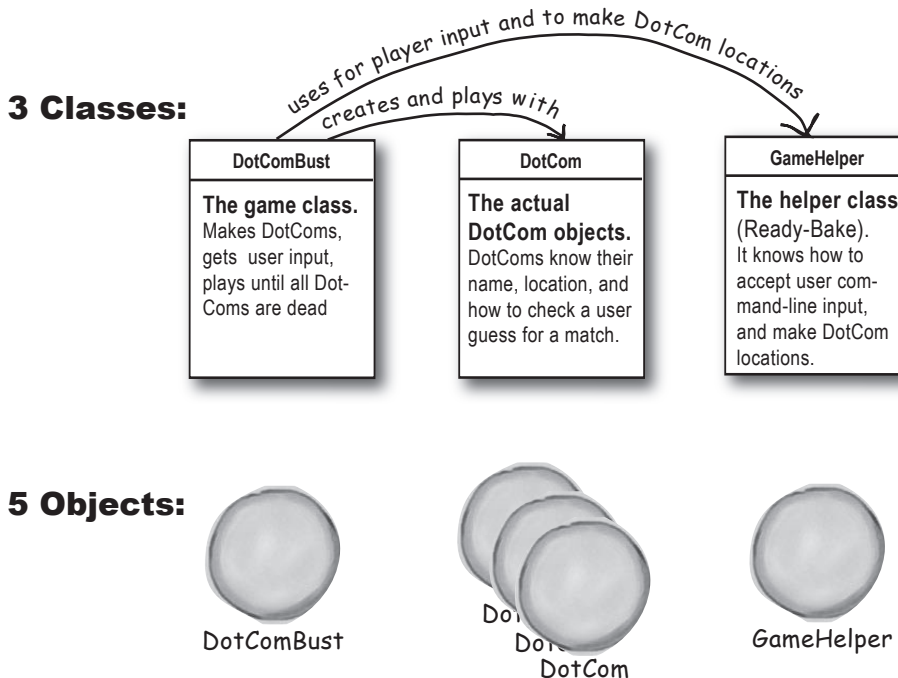 uses for player input and to make DotCom locations
creates and plays with
3 Classes:
DotComBust
The game class.
Makes DotComs,
gets user input,
plays until all Dot-
Coms are dead
DotCom
The actual
DotCom objects.
DotComs know their
name, location, and
how to check a user
guess for a match.
GameHelper
The helper class
(Ready-Bake).
It knows how to
accept user com-
mand-line input,
and make DotCom
locations.
5 Objects:
DotComBust
DotCom
GameHelper